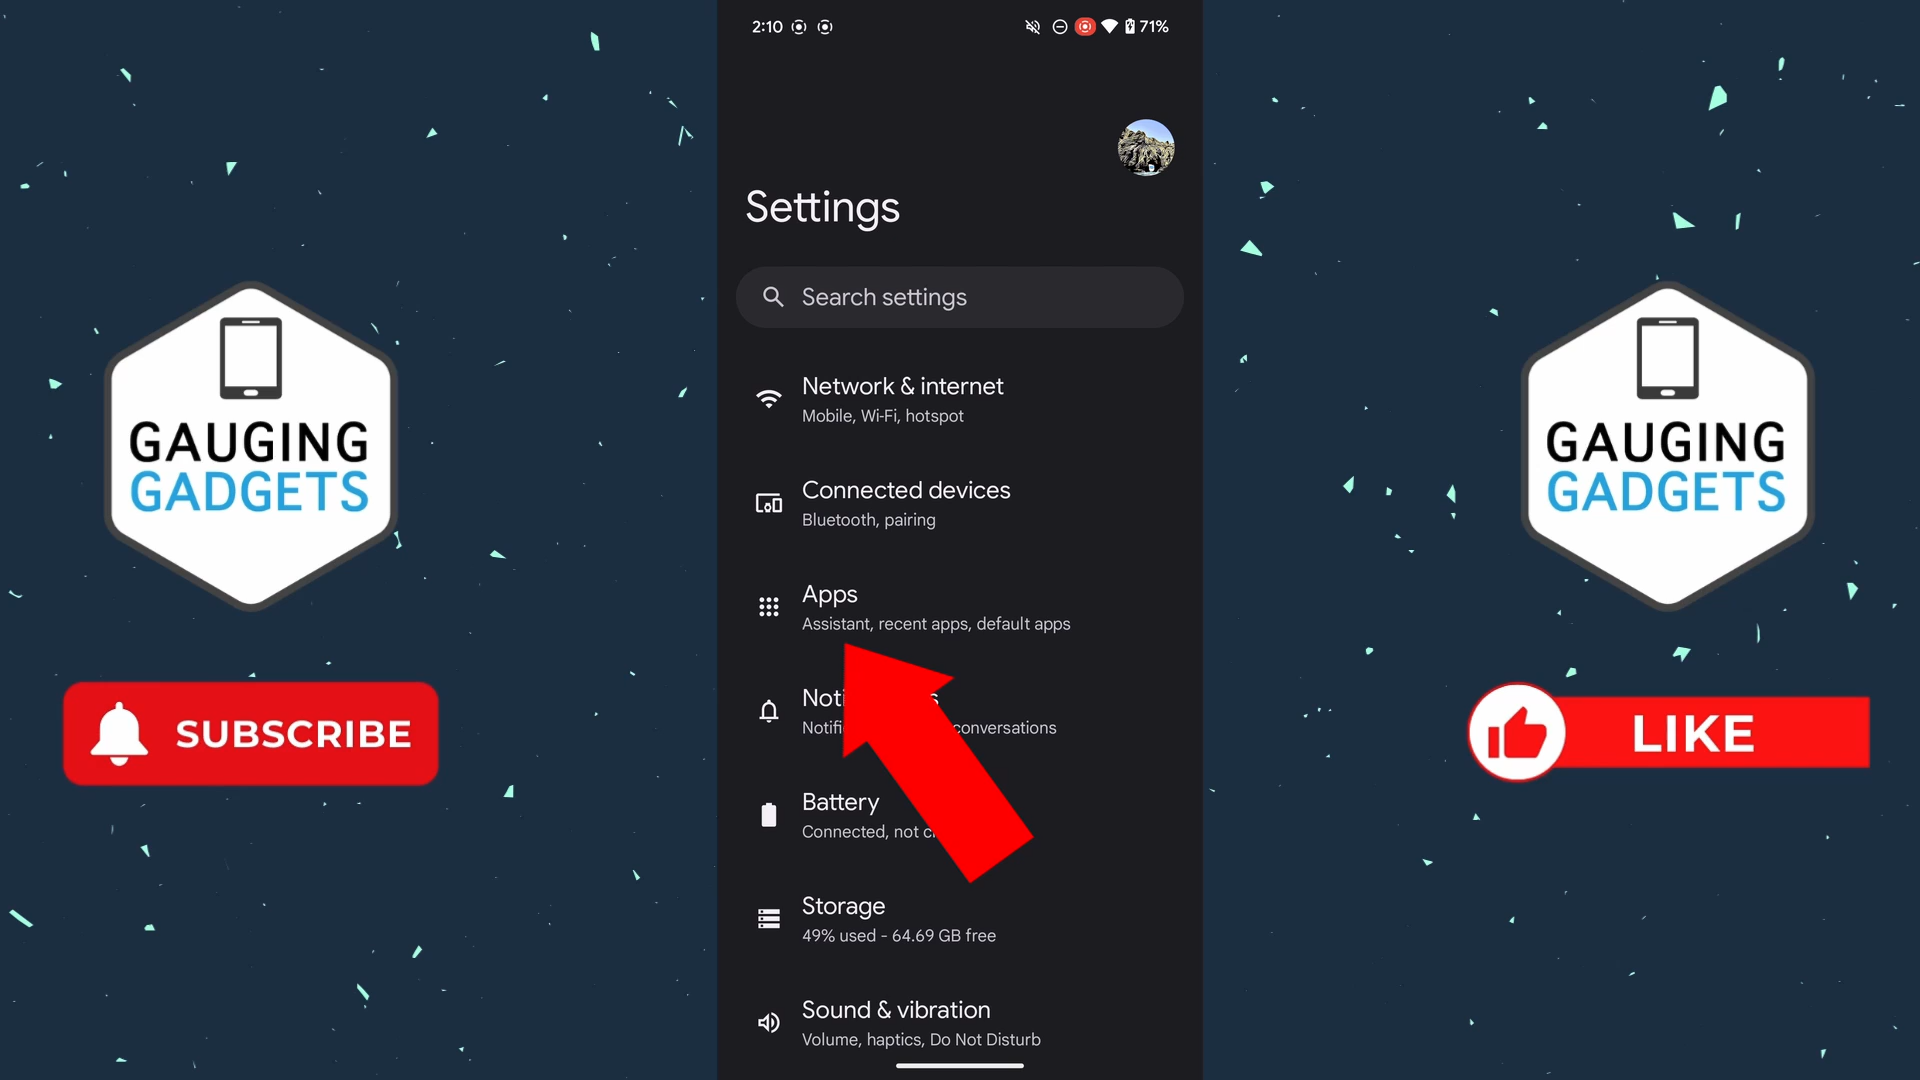 2:10
71%
Settings
Search settings
Network & internet
Mobile, Wi-Fi, hotspot
Connected devices
Bluetooth, pairing
Apps
Assistant, recent apps, default apps
conversations
Battery
Connected, not
Storage
49% used - 64.69 GB free
Sound & vibration
Volume, haptics, Do Not Disturb
GAUGING
GADGETS
SUBSCRIBE
GAUGING
GADGETS
LIKE